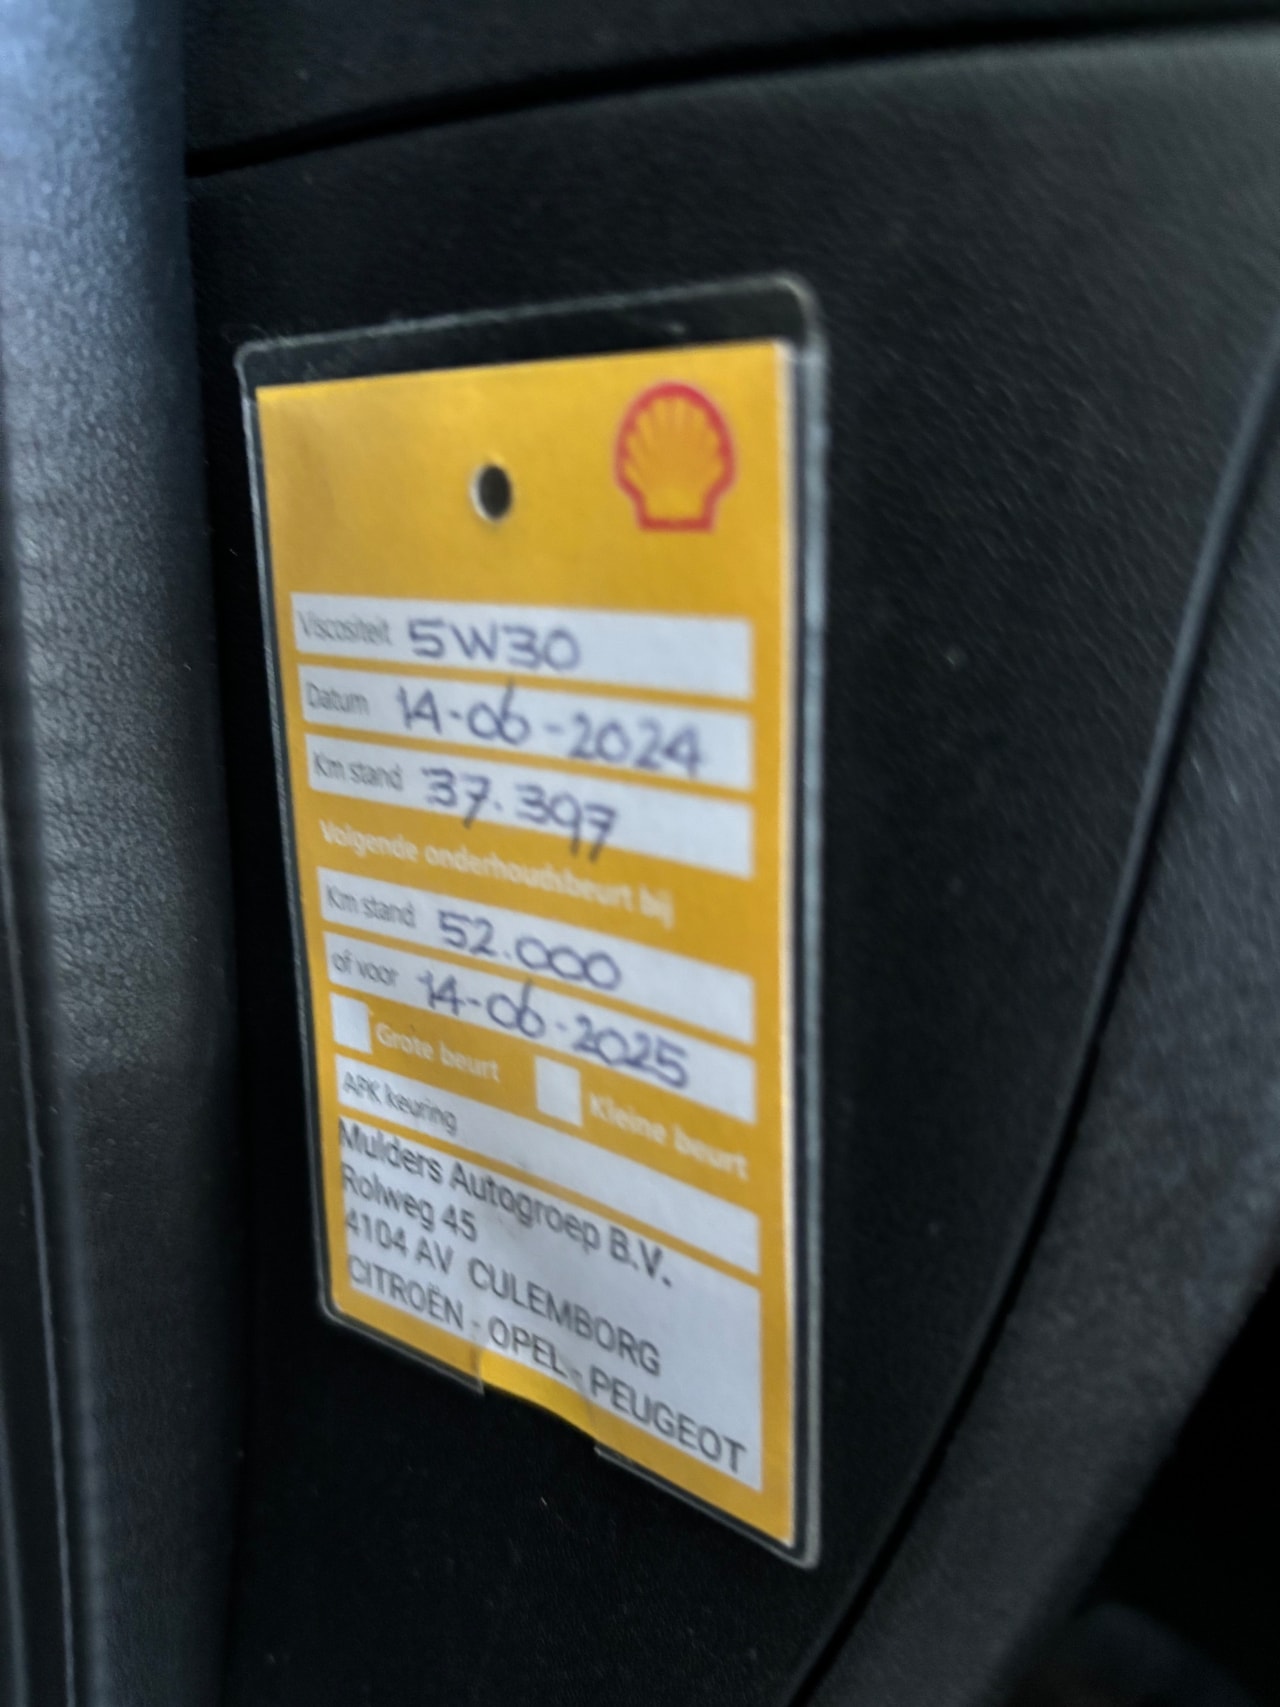 Viscositeit 5W30
Datum 14-06-2024
Km stand 37.397
Volgende onderhoudsbeurt bij
Km stand 52.000
of voor 14-06-2025
Grote beurt Kleine beurt
APK keuring
Mulders Autogroep B.V.
Rolweg 45
4104 AV CULEMBORG
CITROËN - OPEL - PEUGEOT